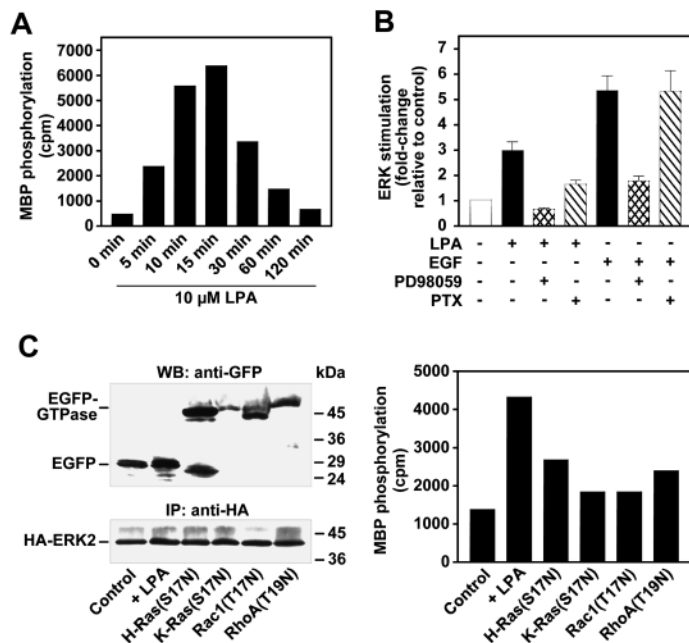 A
MBP phosphorylation
(cpm)
7000
6000
5000
4000
3000
2000
1000
0
0 min
5 min
10 min
15 min
30 min
60 min
120 min
10 µM LPA
B
ERK stimulation
(fold-change
relative to control)
7
6
5
4
3
2
1
0
LPA - + + + - - -
EGF - - - - + + +
PD98059 - - + - - + -
PTX - - - + - - +
C
WB: anti-GFP kDa
EGFP-
GTPase
EGFP
45
36
29
24
IP: anti-HA
HA-ERK2
45
36
Control
+ LPA
H-Ras(S17N)
K-Ras(S17N)
Rac1(T17N)
RhoA(T19N)
MBP phosphorylation
(cpm)
5000
4000
3000
2000
1000
0
Control
+ LPA
H-Ras(S17N)
K-Ras(S17N)
Rac1(T17N)
RhoA(T19N)